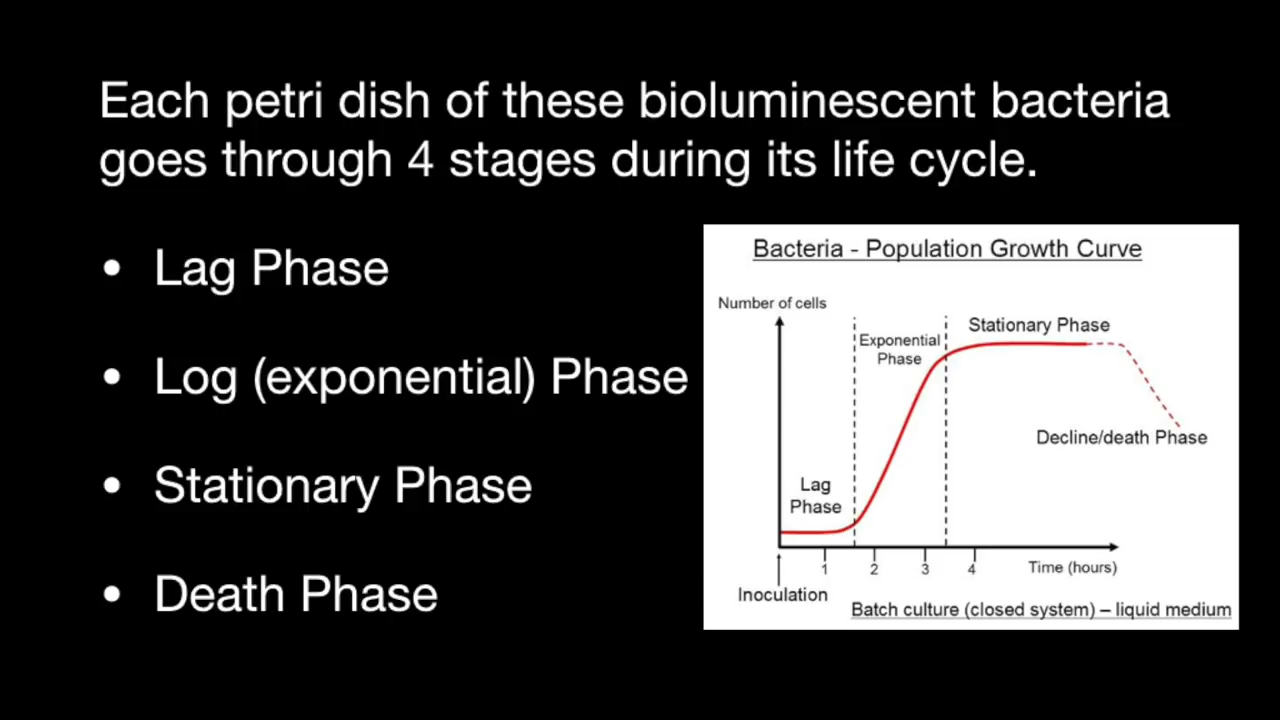 Each petri dish of these bioluminescent bacteria
goes through 4 stages during its life cycle.
• Lag Phase
• Log (exponential) Phase
• Stationary Phase
• Death Phase
Bacteria - Population Growth Curve
Number of cells
Stationary Phase
Exponential
Phase
Decline/death Phase
Lag
Phase
1 2 3 4 Time (hours)
Inoculation
Batch culture (closed system) – liquid medium